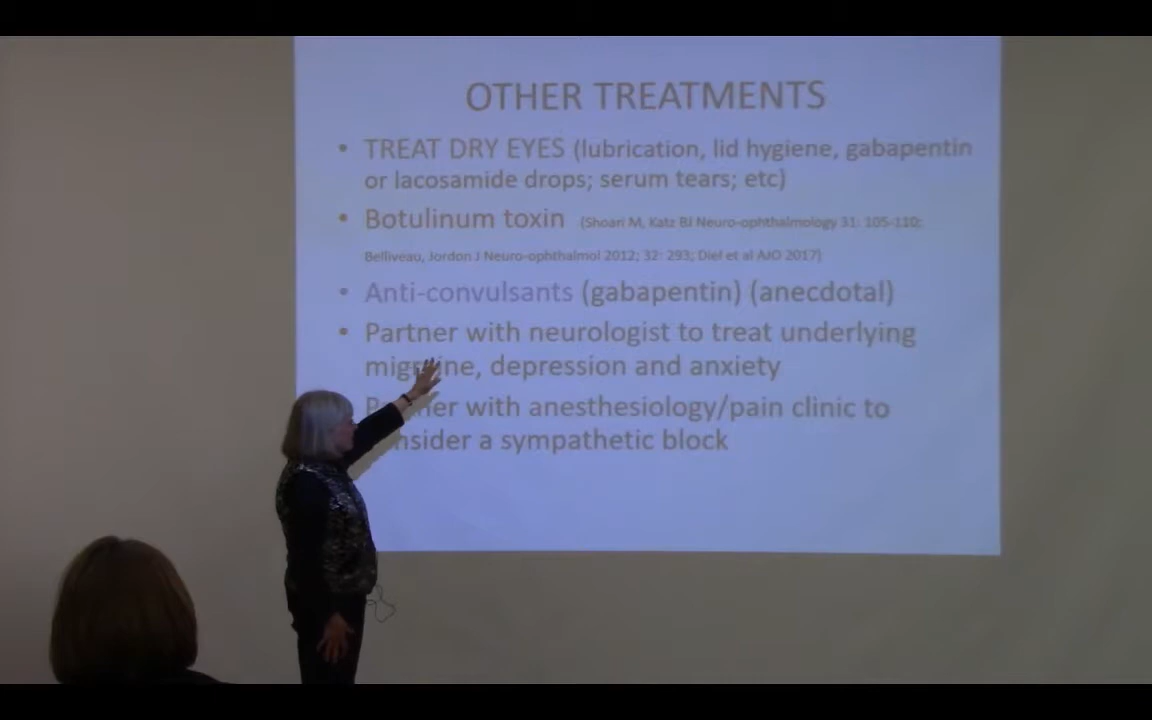 OTHER TREATMENTS
• TREAT DRY EYES (lubrication, lid hygiene, gabapentin
or lacosamide drops; serum tears; etc)
• Botulinum toxin (Shoari M, Katz BJ Neuro-ophthalmology 31: 105-110;
Belliveau, Jordon J Neuro-ophthalmol 2012; 32: 293; Diel et al AJO 2017)
• Anti-convulsants (gabapentin) (anecdotal)
• Partner with neurologist to treat underlying
migraine, depression and anxiety
Partner with anesthesiology/pain clinic to
consider a sympathetic block